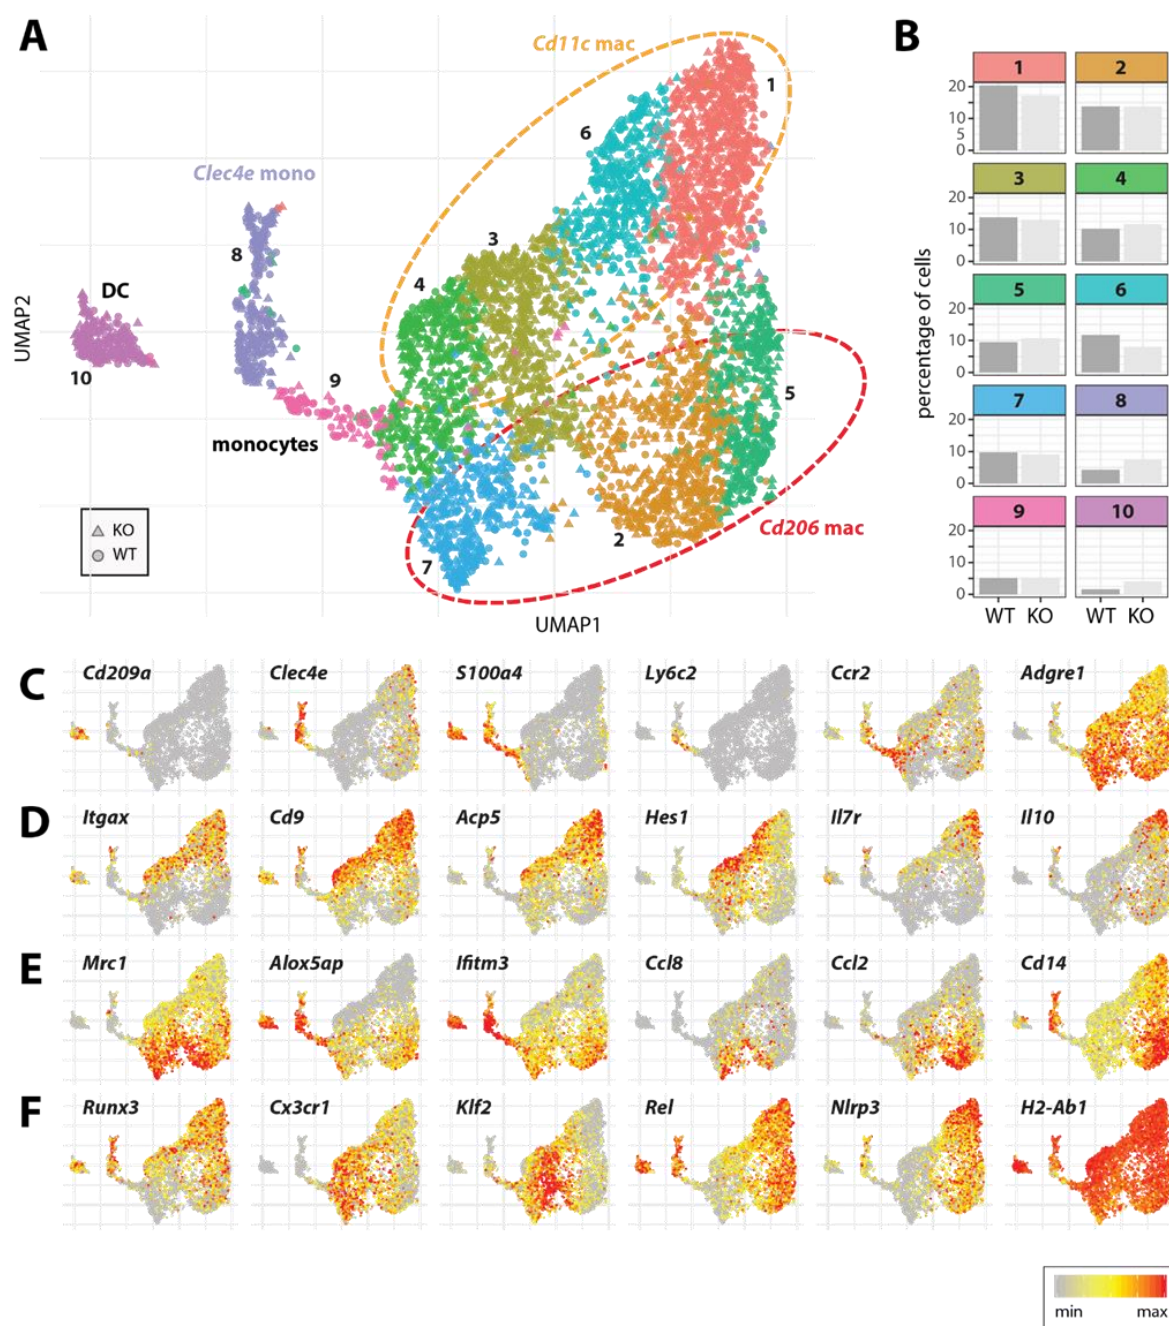 A
B
Cd11c mac
1
6
Clec4e mono
3
8
4
DC
10
9
5
monocytes
Cd206 mac
2
7
KO
WT
UMAP2
UMAP1
percentage of cells
1 2
20
10
5
0
3 4
20
10
0
5 6
20
10
0
7 8
20
10
0
9 10
20
10
0
WT KO WT KO
C Cd209a Clec4e S100a4 Ly6c2 Ccr2 Adgre1
D Itgax Cd9 Acp5 Hes1 Il7r Il10
E Mrc1 Alox5ap Ifitm3 Ccl8 Ccl2 Cd14
F Runx3 Cx3cr1 Klf2 Rel Nlrp3 H2-Ab1
min max